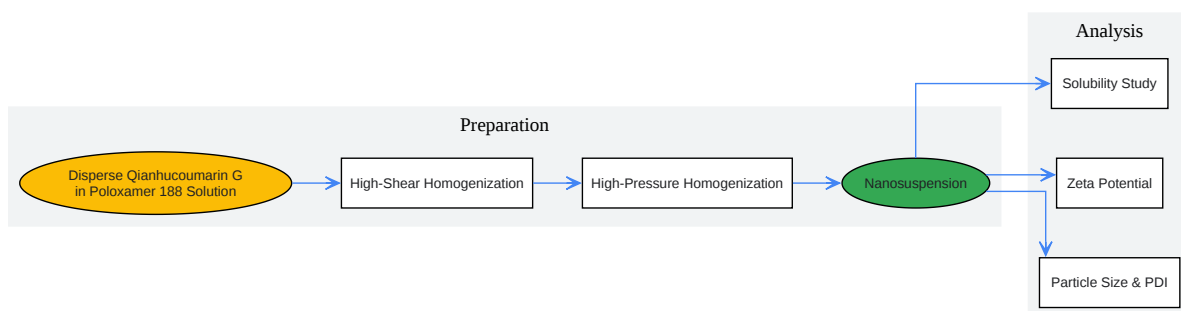 Preparation
Disperse Qianhucoumarin G
in Poloxamer 188 Solution
High-Shear Homogenization
High-Pressure Homogenization
Nanosuspension
Analysis
Solubility Study
Zeta Potential
Particle Size & PDI